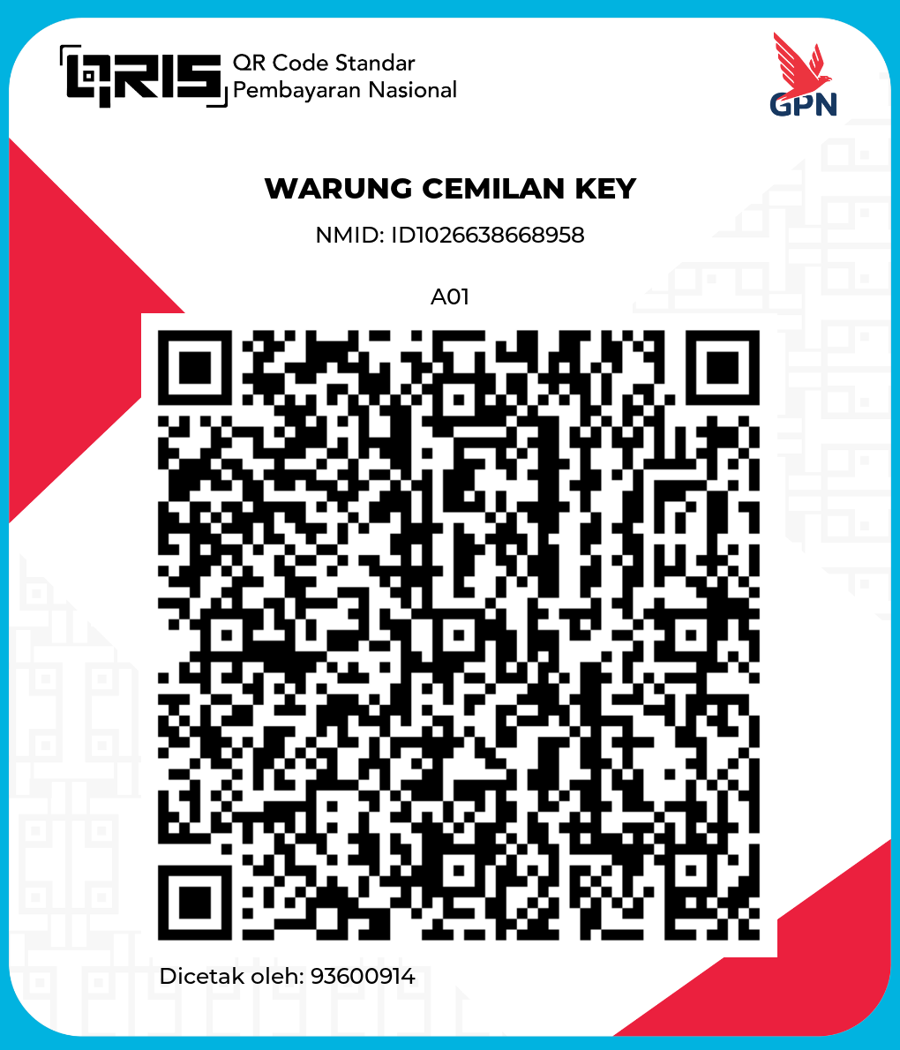 QRIS
QR Code Standar
Pembayaran Nasional
GPN
WARUNG CEMILAN KEY
NMID: ID1026638668958
A01
Dicetak oleh: 93600914